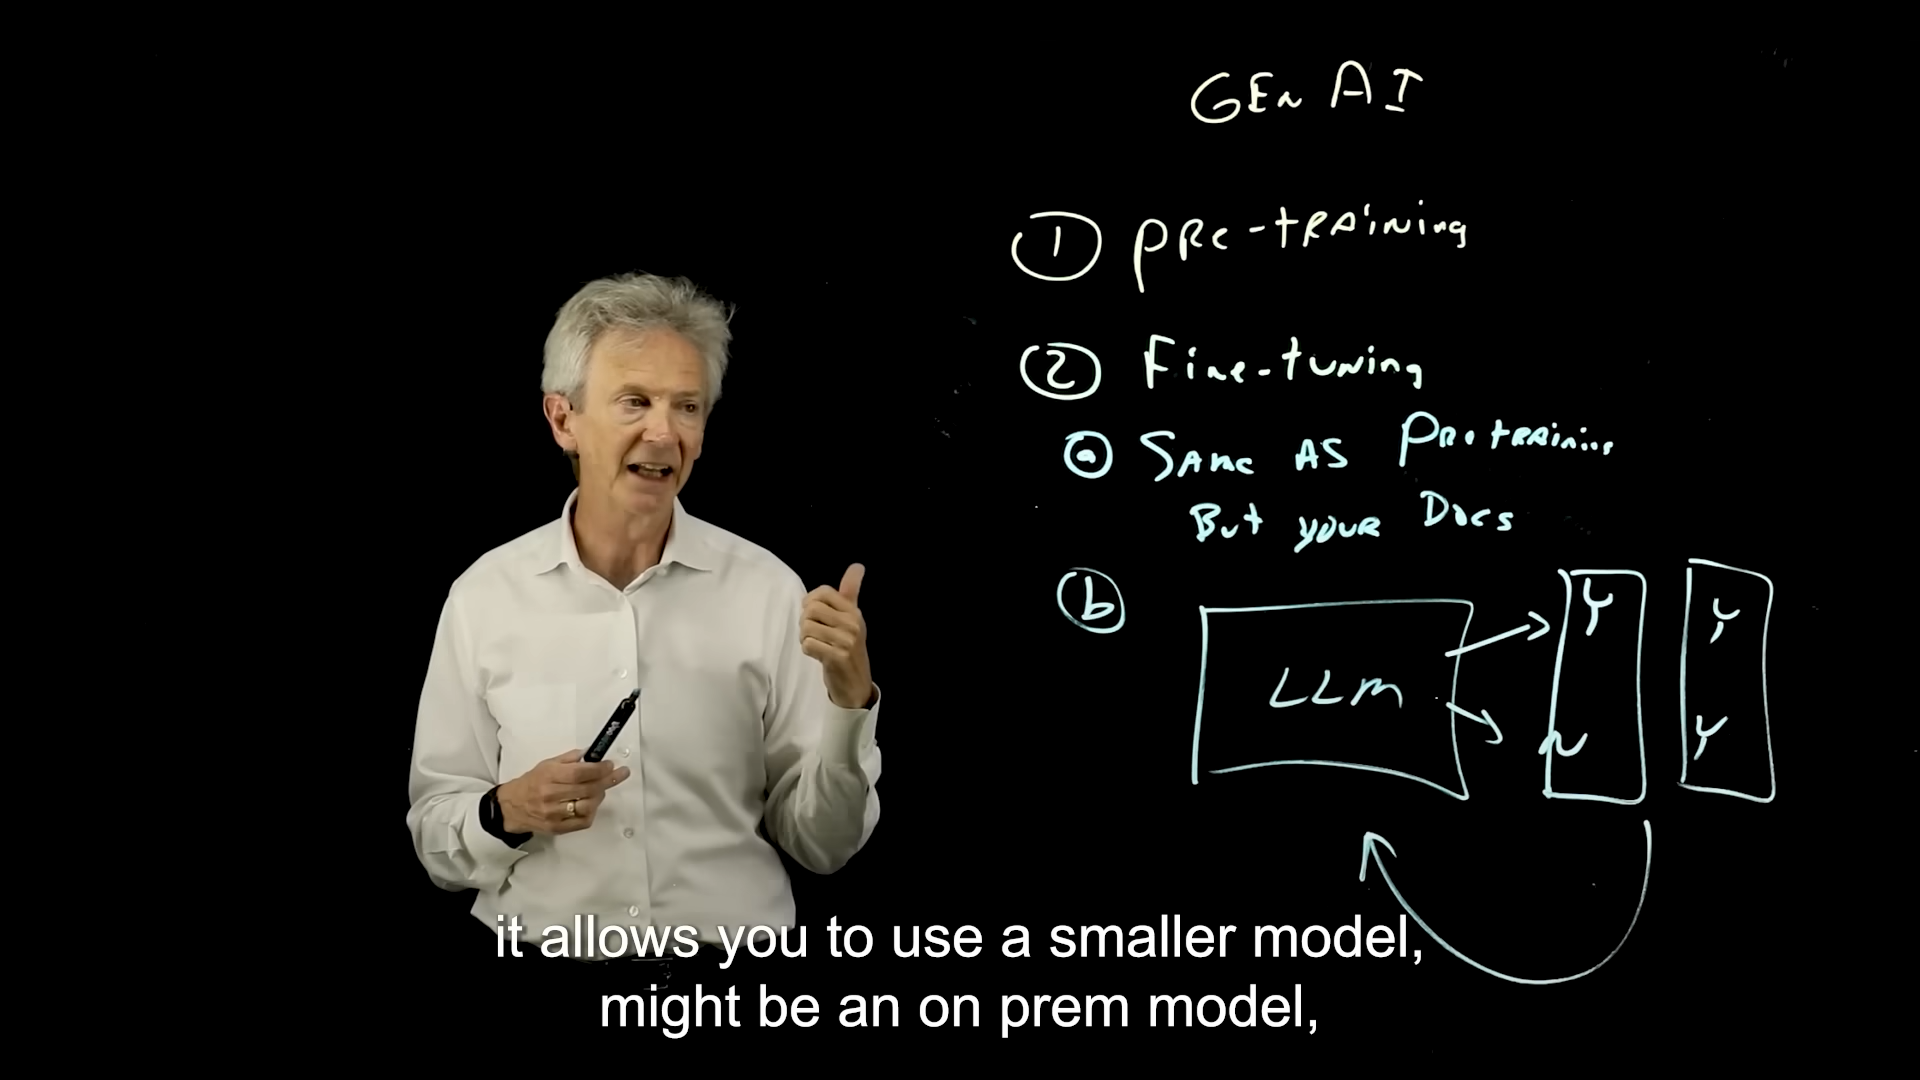 GEN AI
1 PRE-TRAINING
2 Fine-tuning
a SAME AS PRETRAINING
But YOUR Docs
b
LLM
Y Y
N Y
it allows you to use a smaller model,
might be an on prem model,